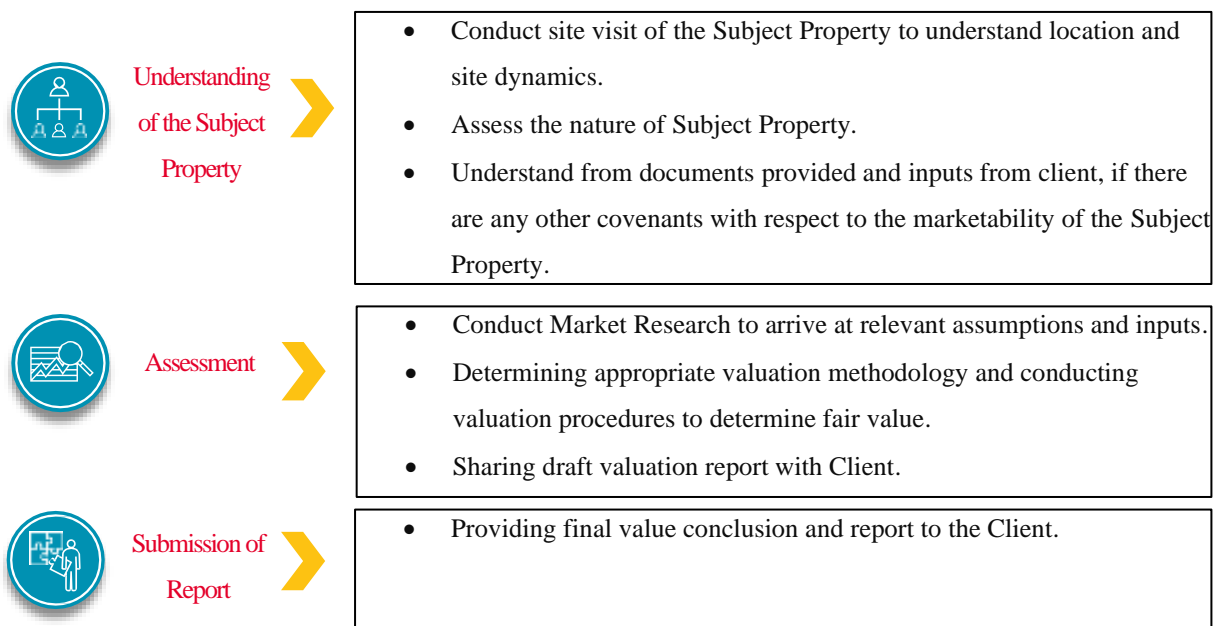 Understanding
of the Subject
Property
• Conduct site visit of the Subject Property to understand location and
site dynamics.
• Assess the nature of Subject Property.
• Understand from documents provided and inputs from client, if there
are any other covenants with respect to the marketability of the Subject
Property.
Assessment
• Conduct Market Research to arrive at relevant assumptions and inputs.
• Determining appropriate valuation methodology and conducting
valuation procedures to determine fair value.
• Sharing draft valuation report with Client.
Submission of
Report
• Providing final value conclusion and report to the Client.